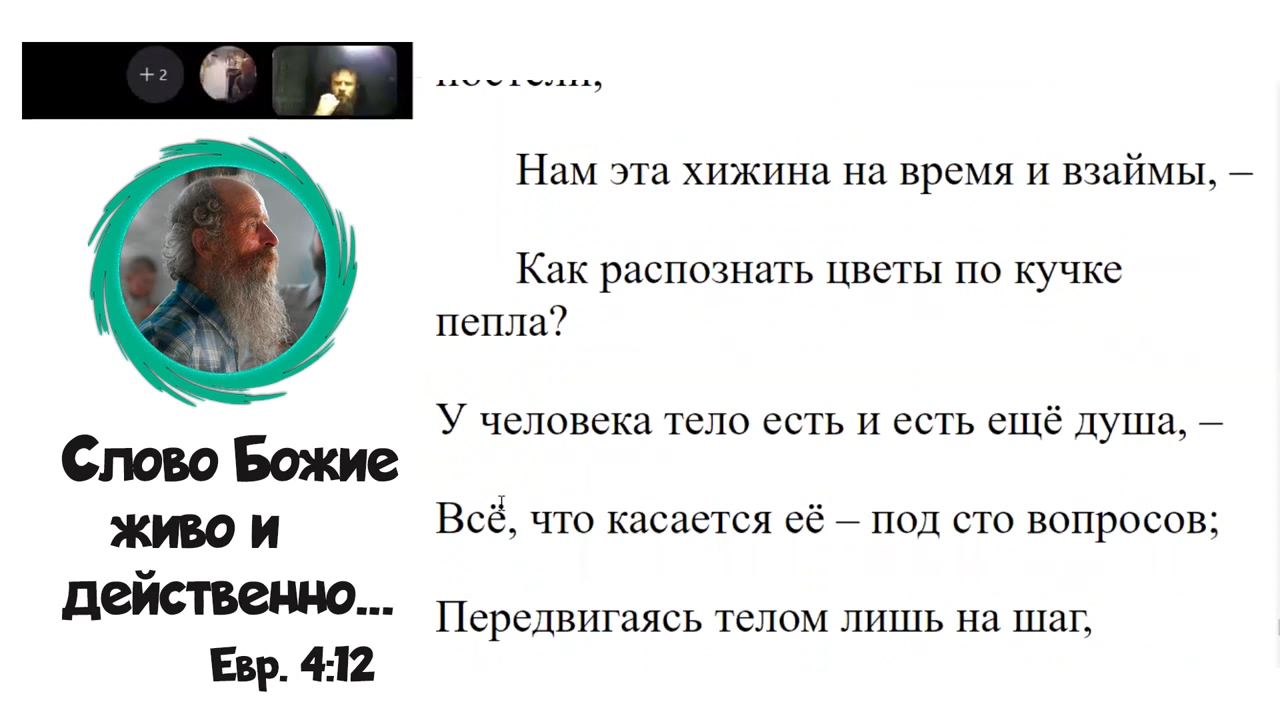 + 2
Слово Божие
живо и
действенно...
Евр. 4:12
постели,
Нам эта хижина на время и взаймы, –
Как распознать цветы по кучке
пепла?
У человека тело есть и есть ещё душа, –
Всё, что касается её – под сто вопросов;
Передвигаясь телом лишь на шаг,